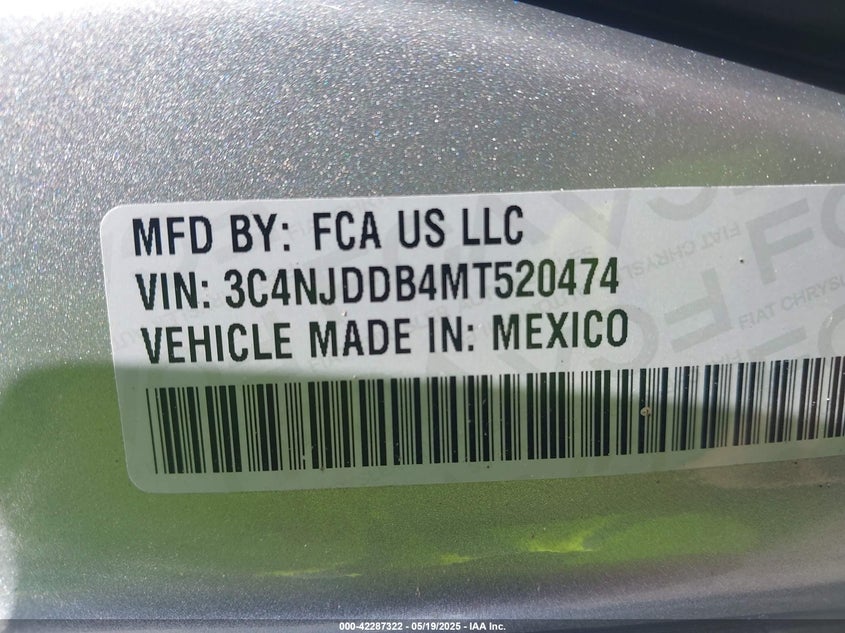 MFD BY: FCA US LLC
VIN: 3C4NJDDB4MT520474
VEHICLE MADE IN: MEXICO
000-42287322 | 05/19/2025 - IAA Inc.